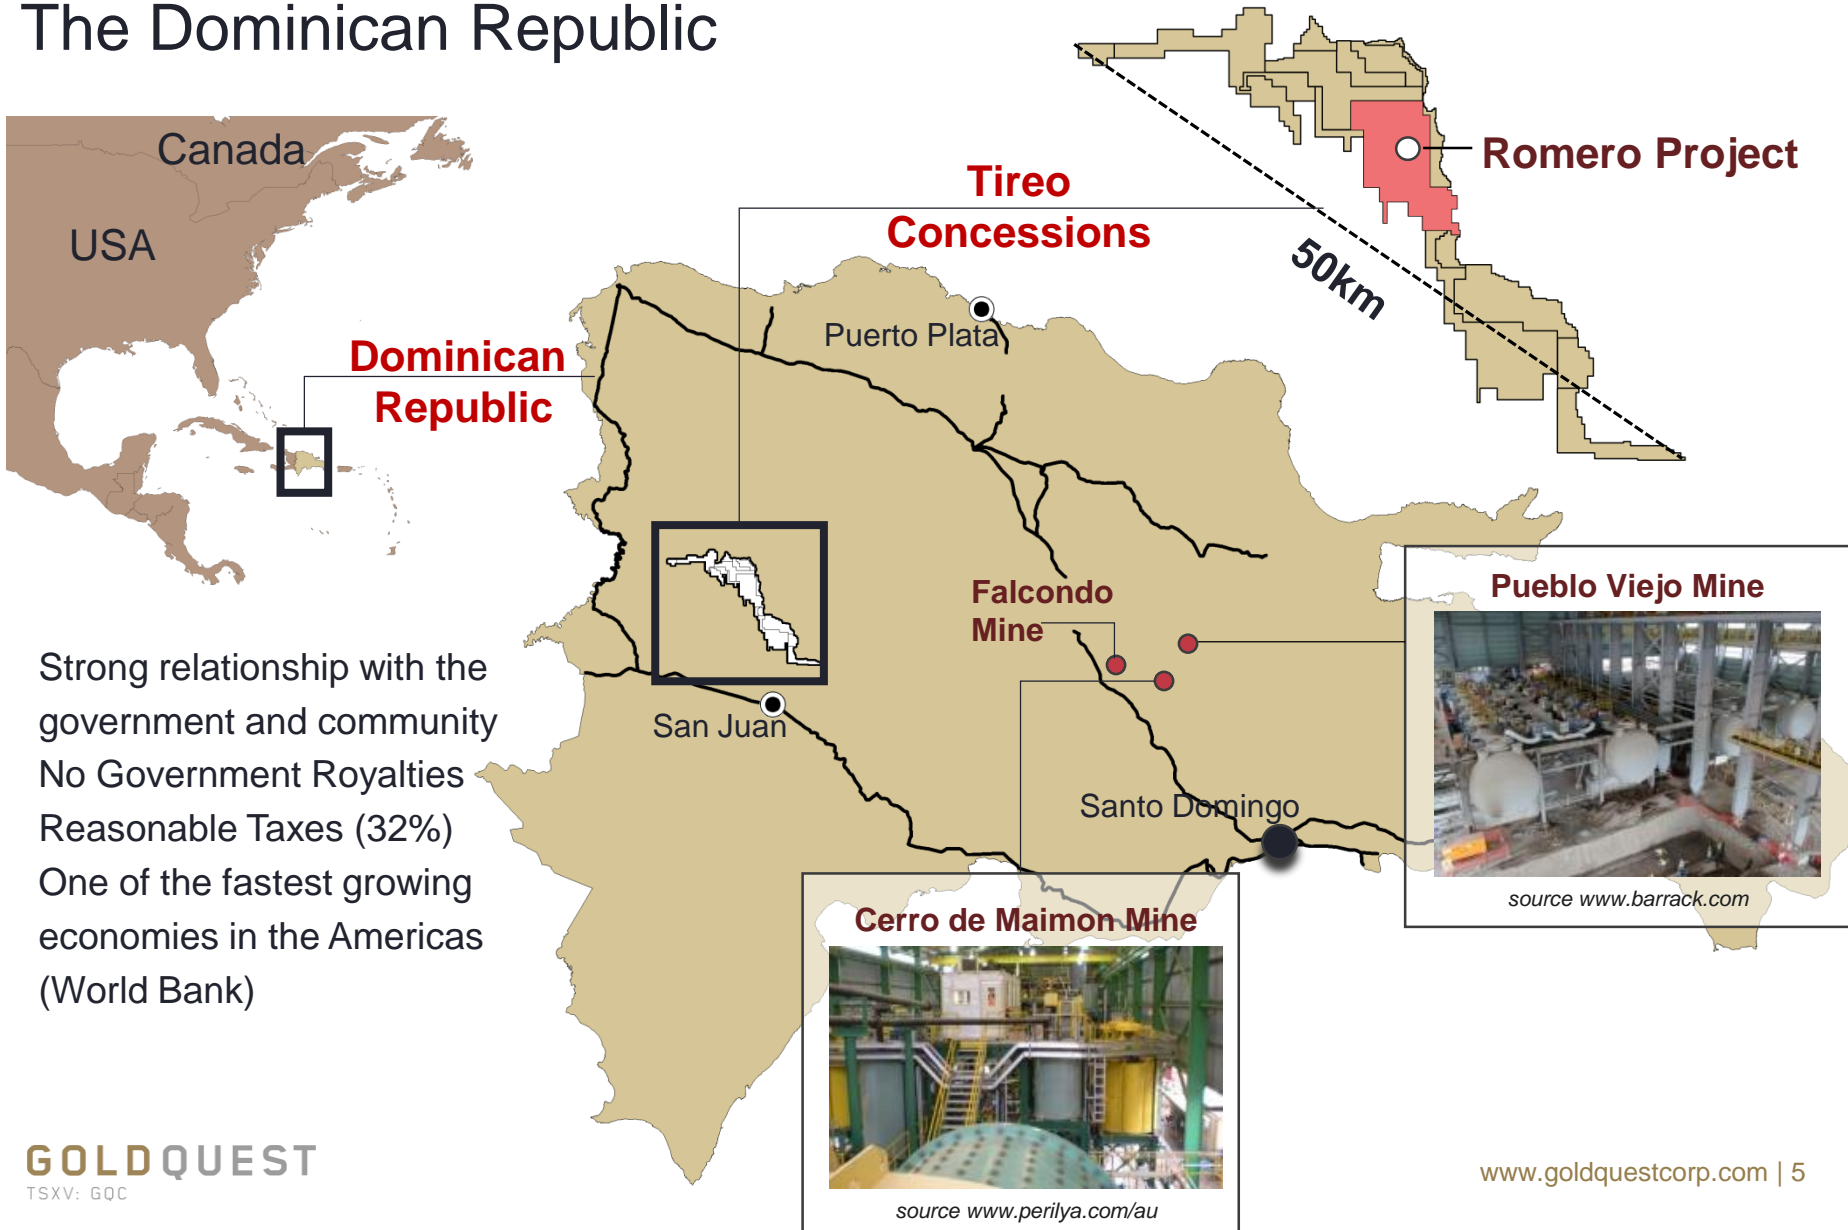 The Dominican Republic
Canada
USA
Dominican
Republic
Tireo
Concessions
Romero Project
50km
Puerto Plata
Falcondo
Mine
San Juan
Santo Domingo
Pueblo Viejo Mine
source www.barrack.com
Cerro de Maimon Mine
source www.perilya.com/au
Strong relationship with the
government and community
No Government Royalties
Reasonable Taxes (32%)
One of the fastest growing
economies in the Americas
(World Bank)
GOLDQUEST
TSXV: GQC
www.goldquestcorp.com | 5